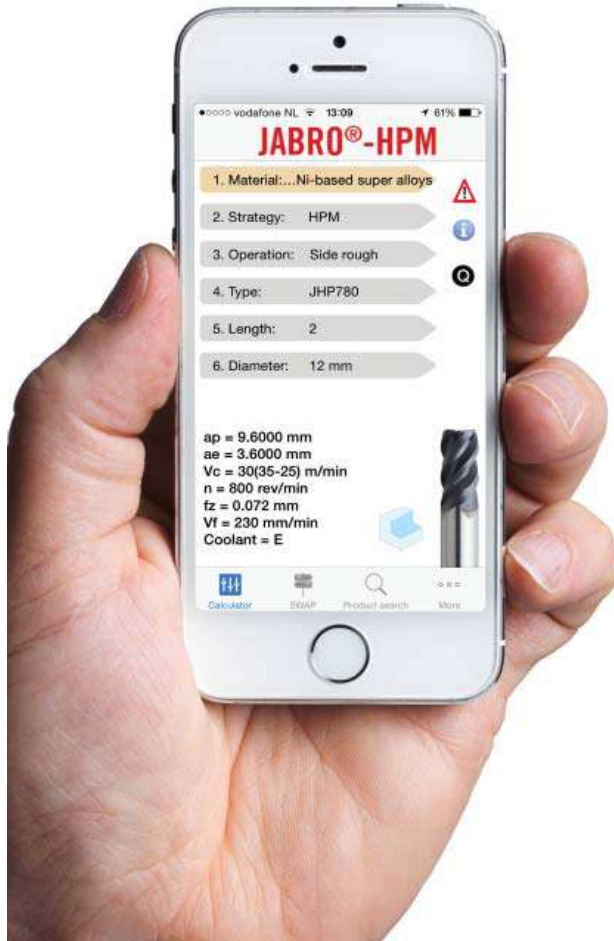 vodafone NL 13:09 61%
JABRO®-HPM
1. Material:...Ni-based super alloys
2. Strategy: HPM
3. Operation: Side rough
4. Type: JHP780
5. Length: 2
6. Diameter: 12 mm
ap = 9.6000 mm
ae = 3.6000 mm
Vc = 30(35-25) m/min
n = 800 rev/min
fz = 0.072 mm
Vf = 230 mm/min
Coolant = E
Calculator SWAP Product search More